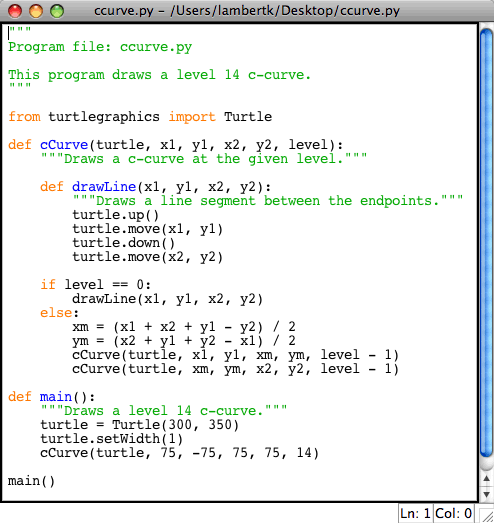 ccurve.py - /Users/lambertk/Desktop/ccurve.py
"""
Program file: ccurve.py

This program draws a level 14 c-curve.
"""

from turtlegraphics import Turtle

def cCurve(turtle, x1, y1, x2, y2, level):
    """Draws a c-curve at the given level."""

    def drawLine(x1, y1, x2, y2):
        """Draws a line segment between the endpoints."""
        turtle.up()
        turtle.move(x1, y1)
        turtle.down()
        turtle.move(x2, y2)

    if level == 0:
        drawLine(x1, y1, x2, y2)
    else:
        xm = (x1 + x2 + y1 - y2) / 2
        ym = (x2 + y1 + y2 - x1) / 2
        cCurve(turtle, x1, y1, xm, ym, level - 1)
        cCurve(turtle, xm, ym, x2, y2, level - 1)

def main():
    """Draws a level 14 c-curve."""
    turtle = Turtle(300, 350)
    turtle.setWidth(1)
    cCurve(turtle, 75, -75, 75, 75, 14)

main()
Ln: 1 Col: 0